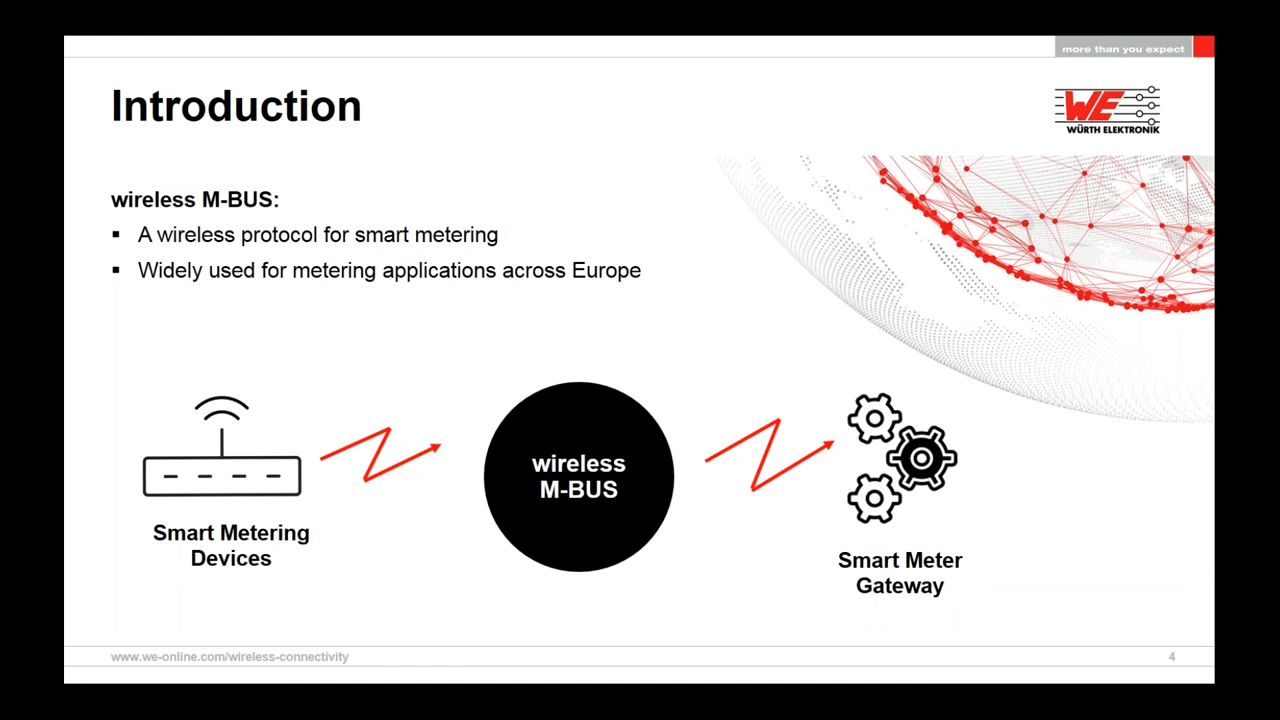 more than you expect
Introduction
WE
WÜRTH ELEKTRONIK
wireless M-BUS:
▪ A wireless protocol for smart metering
▪ Widely used for metering applications across Europe
wireless
M-BUS
Smart Metering
Devices
Smart Meter
Gateway
www.we-online.com/wireless-connectivity
4